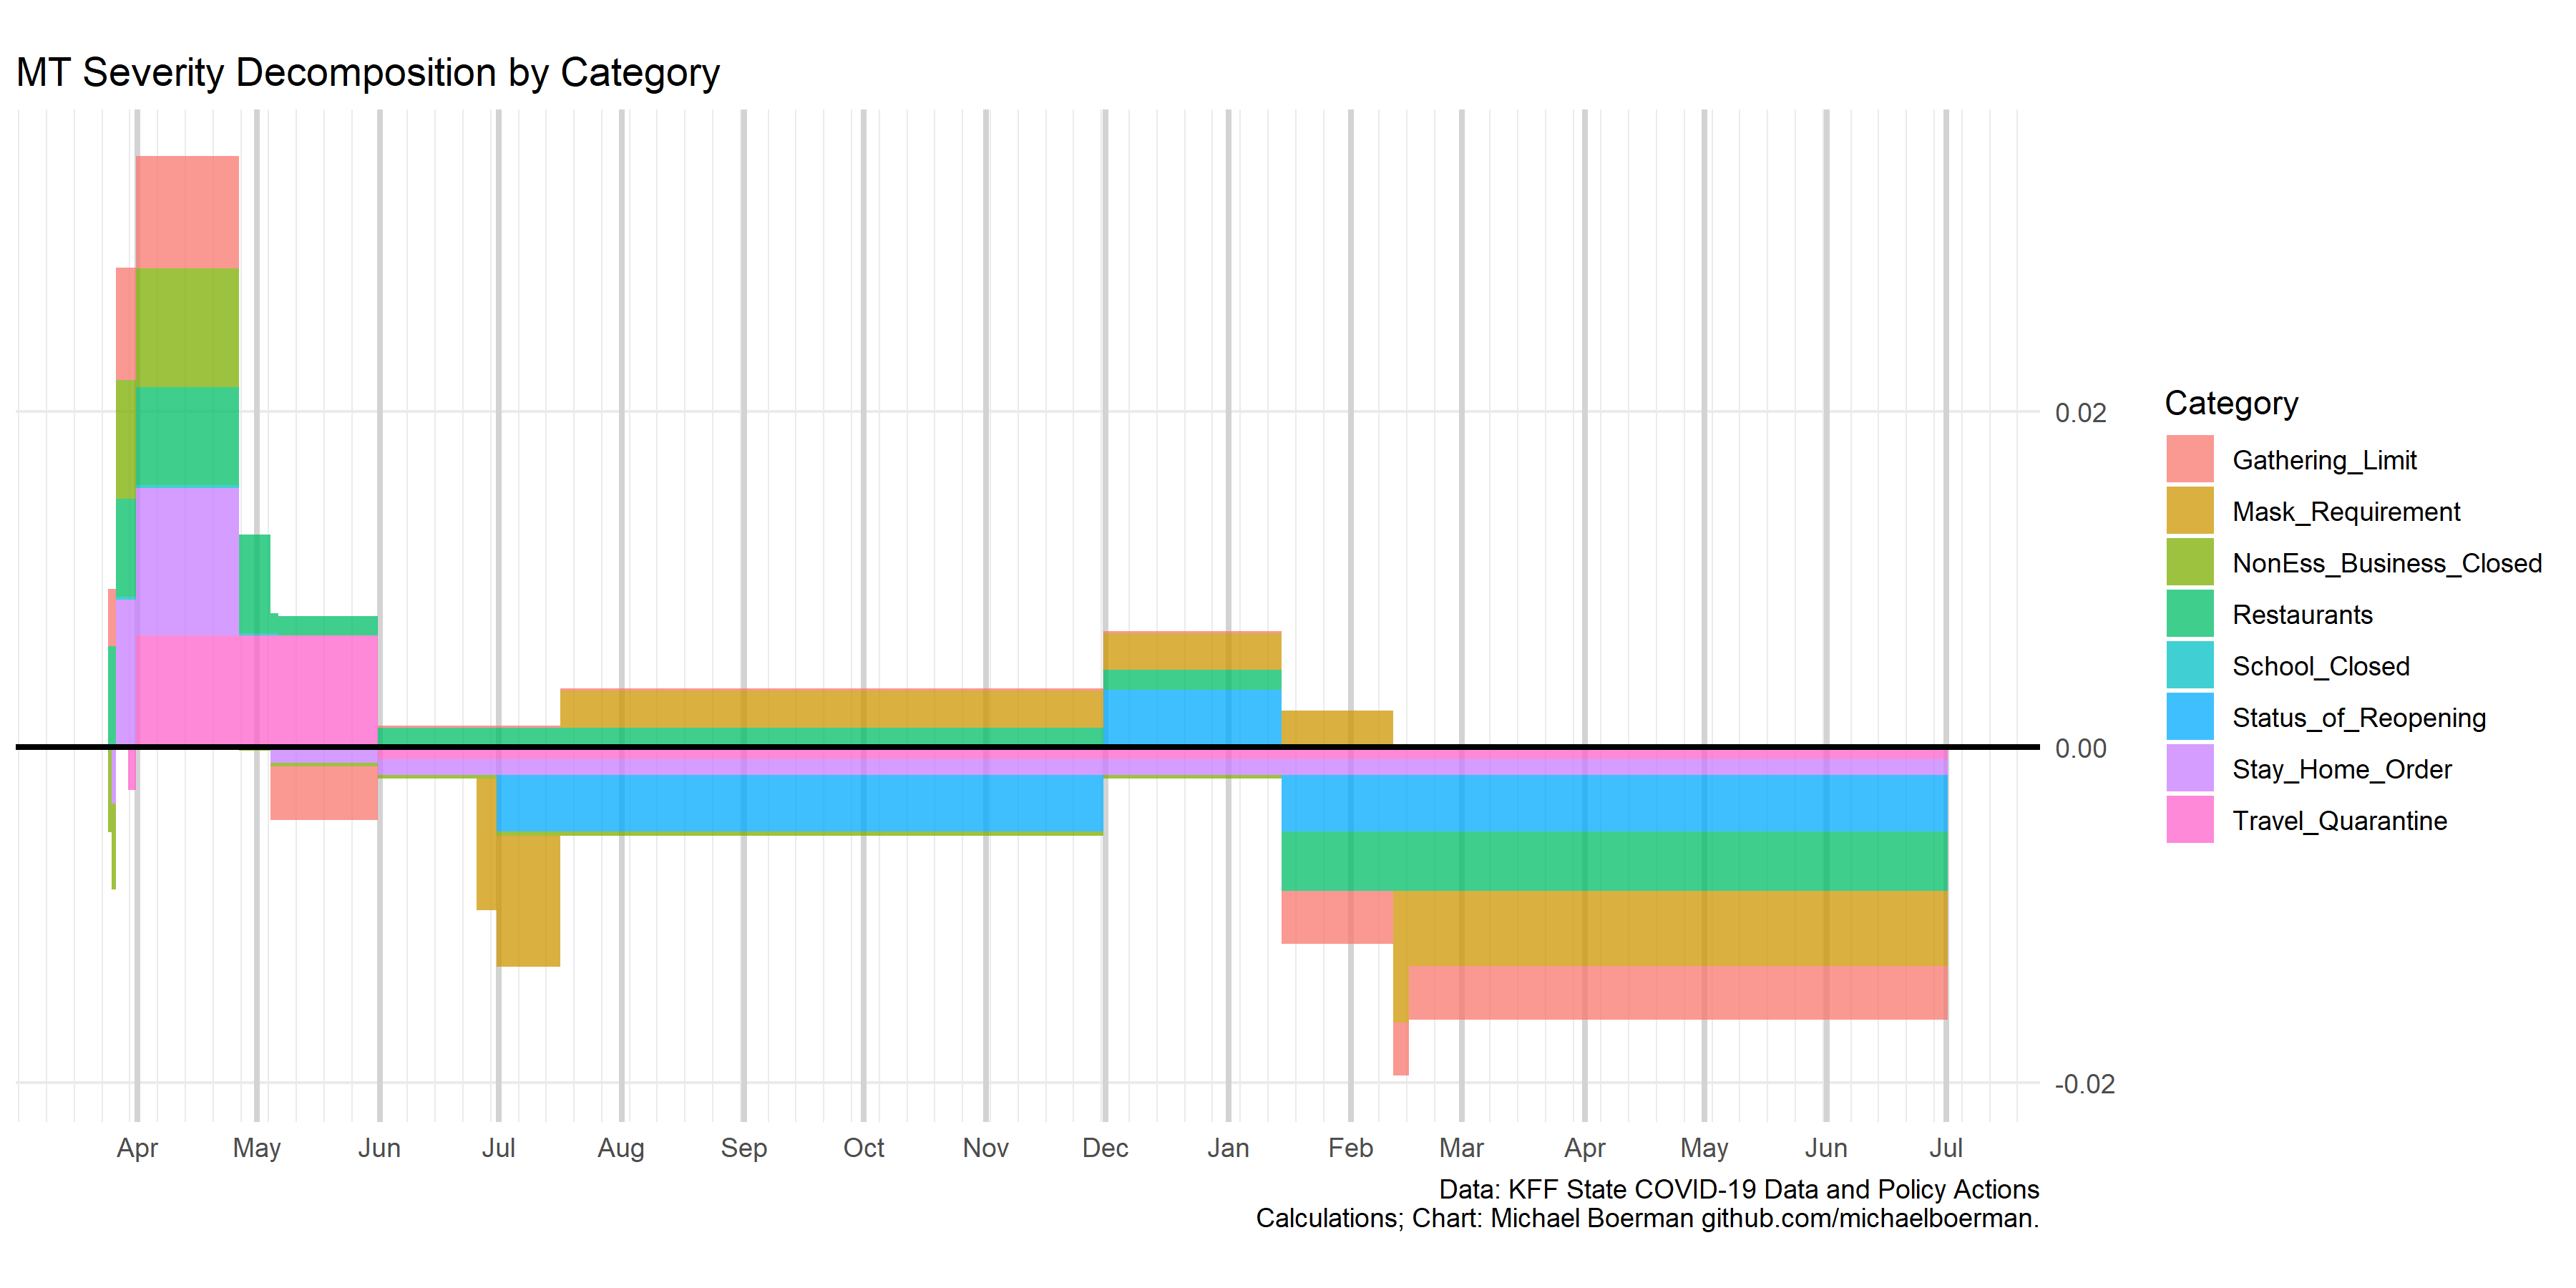 MT Severity Decomposition by Category
0.02
0.00
-0.02
Apr May Jun Jul Aug Sep Oct Nov Dec Jan Feb Mar Apr May Jun Jul
Category
Gathering_Limit
Mask_Requirement
NonEss_Business_Closed
Restaurants
School_Closed
Status_of_Reopening
Stay_Home_Order
Travel_Quarantine
Data: KFF State COVID-19 Data and Policy Actions
Calculations; Chart: Michael Boerman github.com/michaelboerman.